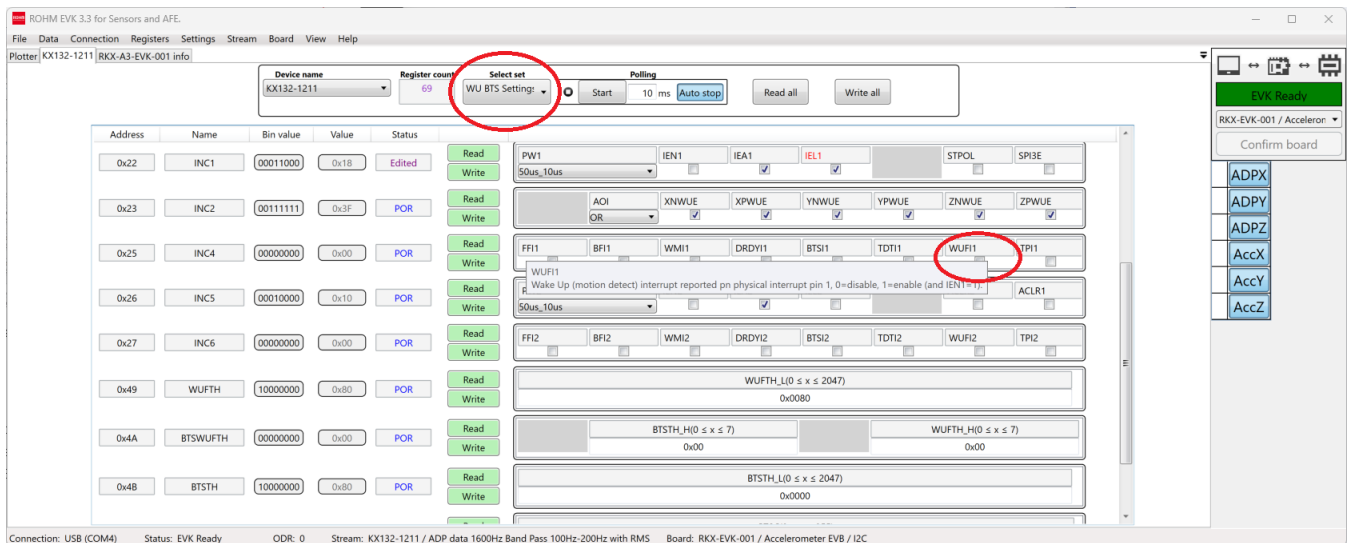 ROHM EVK 3.3 for Sensors and AFE.
File Data Connection Registers Settings Stream Board View Help
Plotter KX132-1211 RKX-A3-EVK-001 info
Device name Register count Select set Polling
KX132-1211 69 WU BTS Settings Start 10 ms Auto stop Read all Write all
EVK Ready
RKX-EVK-001 / Acceleron
Confirm board
ADPX
ADPY
ADPZ
AccX
AccY
AccZ
Address Name Bin value Value Status
0x22 INC1 00011000 0x18 Edited Read Write
PW1 IEN1 IEA1 IEL1 STPOL SPI3E
50us_10us
0x23 INC2 00111111 0x3F POR Read Write
AOI XNWUE XPWUE YNWUE YPWUE ZNWUE ZPWUE
OR
0x25 INC4 00000000 0x00 POR Read Write
FFI1 BFI1 WMI1 DRDYI1 BTSI1 TDTI1 WUFI1 TPI1
WUFI1
Wake Up (motion detect) interrupt reported pn physical interrupt pin 1, 0=disable, 1=enable (and IEN1=1).
0x26 INC5 00010000 0x10 POR Read Write
ACLR1
50us_10us
0x27 INC6 00000000 0x00 POR Read Write
FFI2 BFI2 WMI2 DRDYI2 BTSI2 TDTI2 WUFI2 TPI2
0x49 WUFTH 10000000 0x80 POR Read Write
WUFTH_L(0 ≤ x ≤ 2047)
0x0080
0x4A BTSWUFTH 00000000 0x00 POR Read Write
BTSTH_H(0 ≤ x ≤ 7) WUFTH_H(0 ≤ x ≤ 7)
0x00 0x00
0x4B BTSTH 10000000 0x80 POR Read Write
BTSTH_L(0 ≤ x ≤ 2047)
0x0000
Connection: USB (COM4) Status: EVK Ready ODR: 0 Stream: KX132-1211 / ADP data 1600Hz Band Pass 100Hz-200Hz with RMS Board: RKX-EVK-001 / Accelerometer EVB / I2C